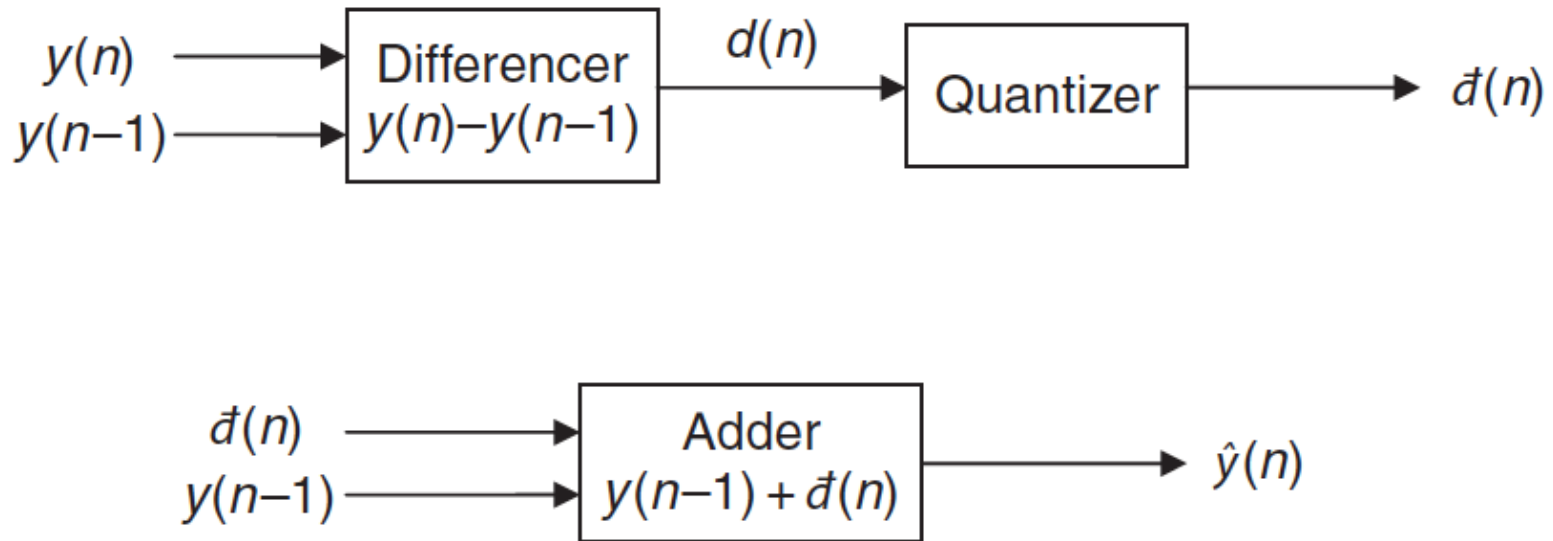 y(n)
y(n–1)
Differencer
y(n)–y(n–1)
d(n)
Quantizer
đ(n)
đ(n)
y(n–1)
Adder
y(n–1) + đ(n)
ŷ(n)